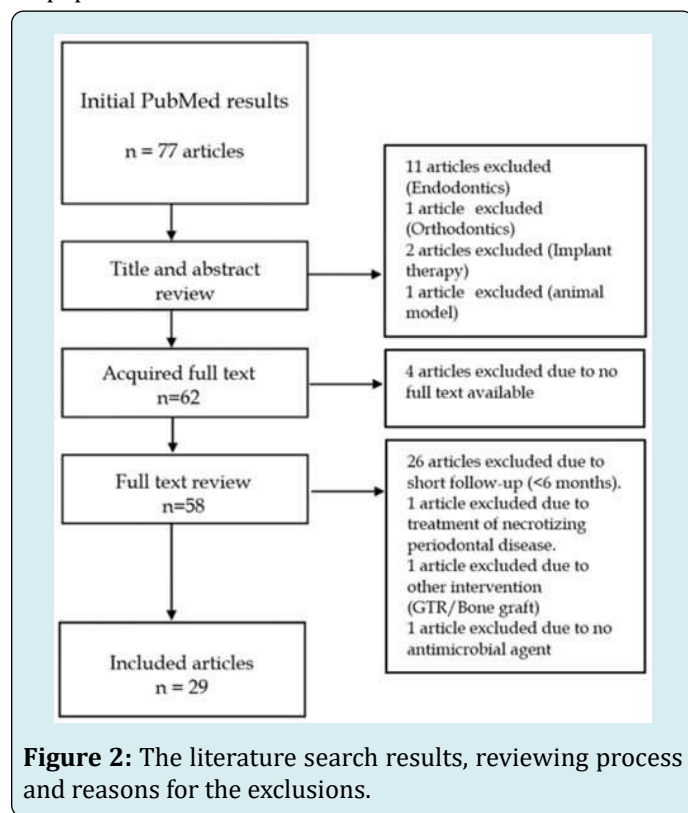 Initial PubMed results
n = 77 articles
11 articles excluded
(Endodontics)
1 article excluded
(Orthodontics)
2 articles excluded (Implant
therapy)
1 article excluded (animal
model)
Title and abstract
review
Acquired full text
n=62
4 articles excluded due to no
full text available
Full text review
n=58
26 articles excluded due to
short follow-up (<6 months).
1 article excluded due to
treatment of necrotizing
periodontal disease.
1 article excluded due to
other intervention
(GTR/Bone graft)
1 article excluded due to no
antimicrobial agent
Included articles
n = 29
Figure 2: The literature search results, reviewing process
and reasons for the exclusions.